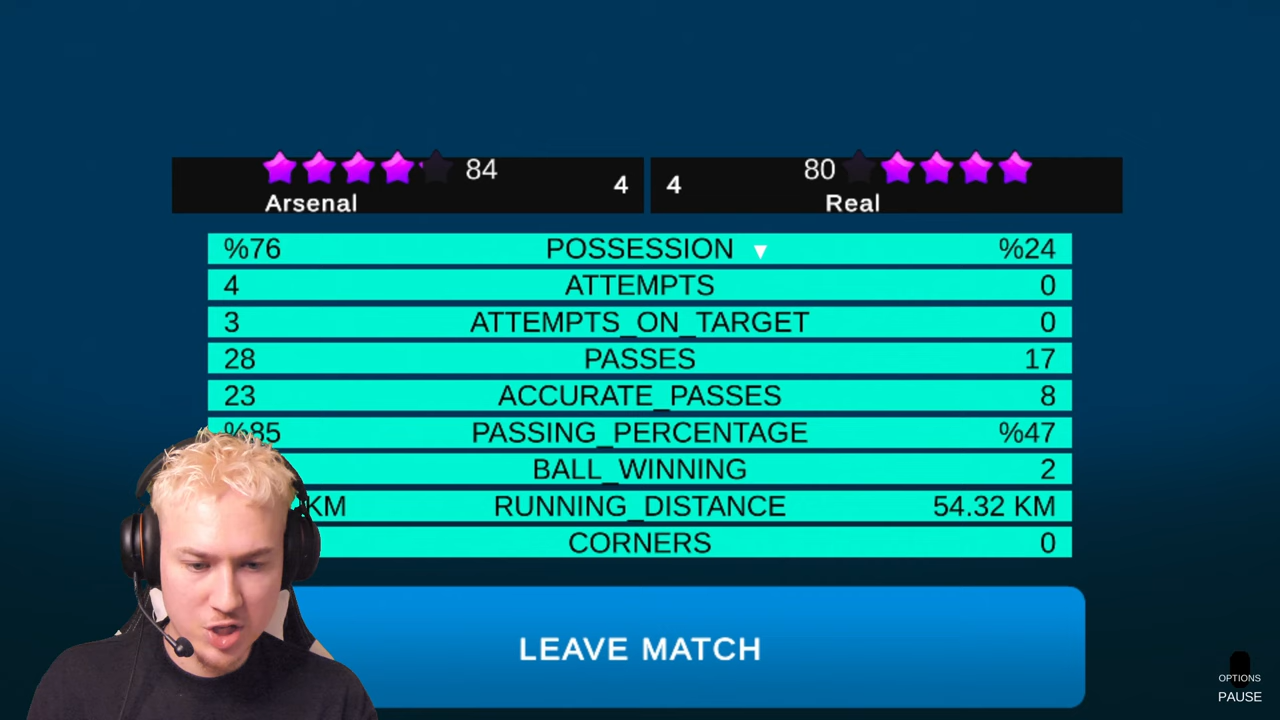 84 4 4 80
Arsenal Real
%76 POSSESSION %24
4 ATTEMPTS 0
3 ATTEMPTS_ON_TARGET 0
28 PASSES 17
23 ACCURATE_PASSES 8
%85 PASSING_PERCENTAGE %47
BALL_WINNING 2
KM RUNNING_DISTANCE 54.32 KM
CORNERS 0
LEAVE MATCH
OPTIONS
PAUSE